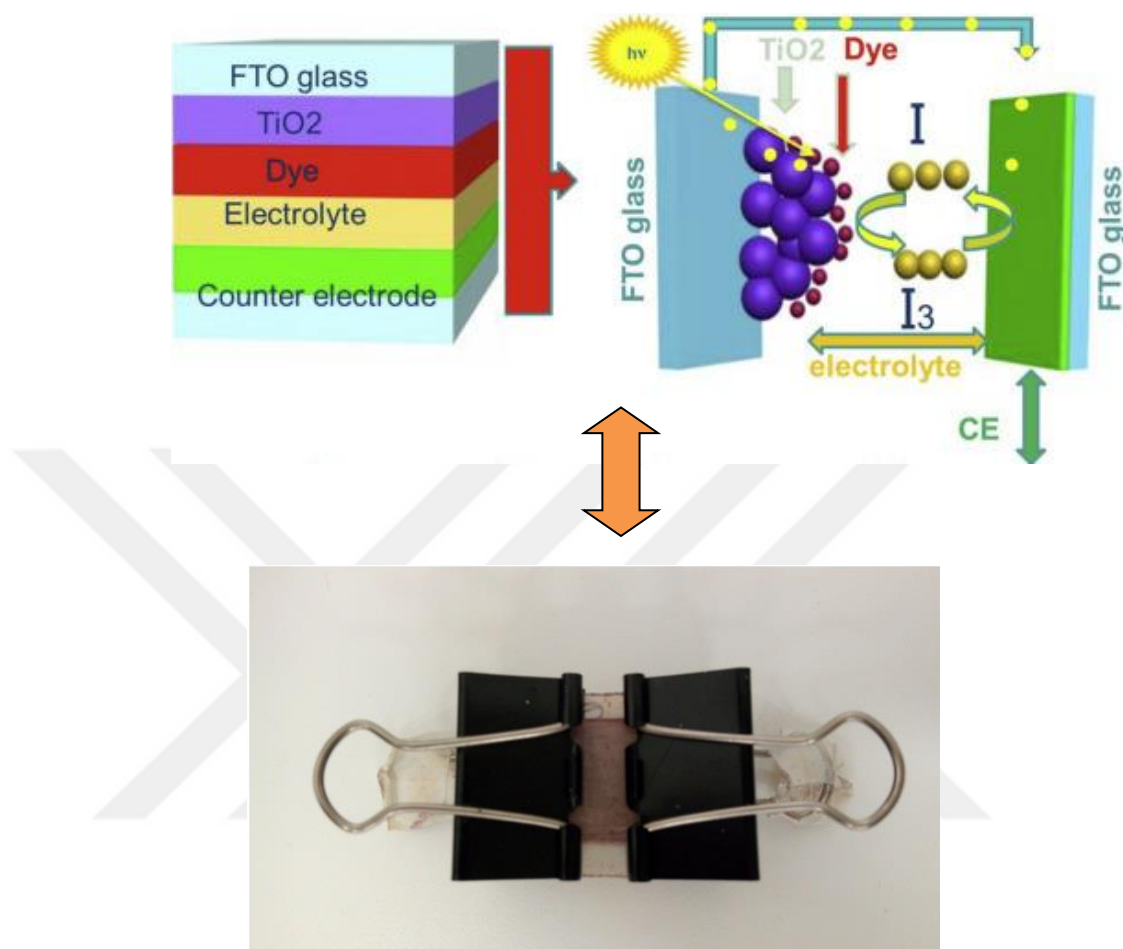 FTO glass
TiO2
Dye
Electrolyte
Counter electrode
hv
TiO2
Dye
FTO glass
I
I3
electrolyte
FTO glass
CE